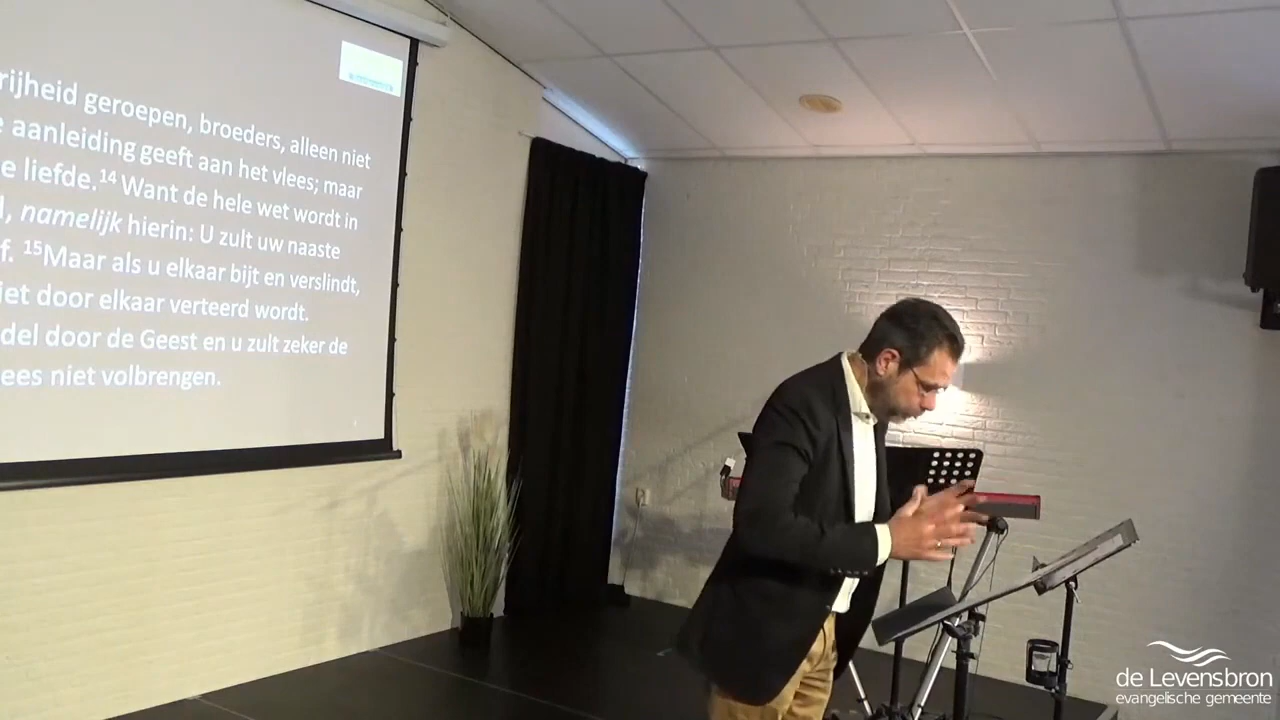 rijheid geroepen, broeders, alleen niet
aanleiding geeft aan het vlees; maar
e liefde.¹⁴ Want de hele wet wordt in
l, namelijk hierin: U zult uw naaste
f. ¹⁵Maar als u elkaar bijt en verslindt,
iet door elkaar verteerd wordt.
del door de Geest en u zult zeker de
ees niet volbrengen.
de Levensbron
evangelische gemeente